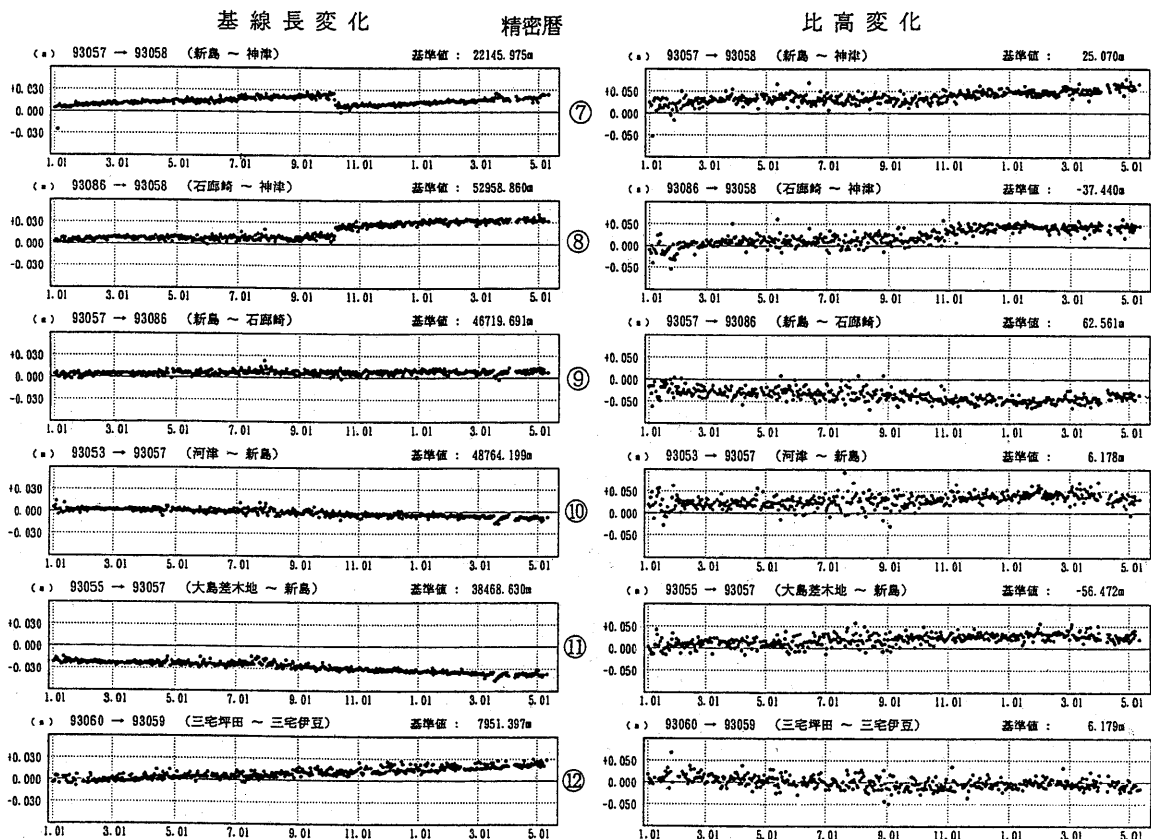 基線長変化 精密暦 比高変化
(m) 93057 → 93058 (新島 ~ 神津) 基準値 : 22145.975m
+0.030
0.000
-0.030
1.01 3.01 5.01 7.01 9.01 11.01 1.01 3.01 5.01
⑦
(m) 93057 → 93058 (新島 ~ 神津) 基準値 : 25.070m
+0.050
0.000
-0.050
1.01 3.01 5.01 7.01 9.01 11.01 1.01 3.01 5.01
(m) 93086 → 93058 (石廊崎 ~ 神津) 基準値 : 52958.860m
+0.030
0.000
-0.030
1.01 3.01 5.01 7.01 9.01 11.01 1.01 3.01 5.01
⑧
(m) 93086 → 93058 (石廊崎 ~ 神津) 基準値 : -37.440m
+0.050
0.000
-0.050
1.01 3.01 5.01 7.01 9.01 11.01 1.01 3.01 5.01
(m) 93057 → 93086 (新島 ~ 石廊崎) 基準値 : 46719.691m
+0.030
0.000
-0.030
1.01 3.01 5.01 7.01 9.01 11.01 1.01 3.01 5.01
⑨
(m) 93057 → 93086 (新島 ~ 石廊崎) 基準値 : 62.561m
+0.050
0.000
-0.050
1.01 3.01 5.01 7.01 9.01 11.01 1.01 3.01 5.01
(m) 93053 → 93057 (河津 ~ 新島) 基準値 : 48764.199m
+0.030
0.000
-0.030
1.01 3.01 5.01 7.01 9.01 11.01 1.01 3.01 5.01
⑩
(m) 93053 → 93057 (河津 ~ 新島) 基準値 : 6.178m
+0.050
0.000
-0.050
1.01 3.01 5.01 7.01 9.01 11.01 1.01 3.01 5.01
(m) 93055 → 93057 (大島差木地 ~ 新島) 基準値 : 38468.630m
+0.030
0.000
-0.030
1.01 3.01 5.01 7.01 9.01 11.01 1.01 3.01 5.01
⑪
(m) 93055 → 93057 (大島差木地 ~ 新島) 基準値 : -56.472m
+0.050
0.000
-0.050
1.01 3.01 5.01 7.01 9.01 11.01 1.01 3.01 5.01
(m) 93060 → 93059 (三宅坪田 ~ 三宅伊豆) 基準値 : 7951.397m
+0.030
0.000
-0.030
1.01 3.01 5.01 7.01 9.01 11.01 1.01 3.01 5.01
⑫
(m) 93060 → 93059 (三宅坪田 ~ 三宅伊豆) 基準値 : 6.179m
+0.050
0.000
-0.050
1.01 3.01 5.01 7.01 9.01 11.01 1.01 3.01 5.01